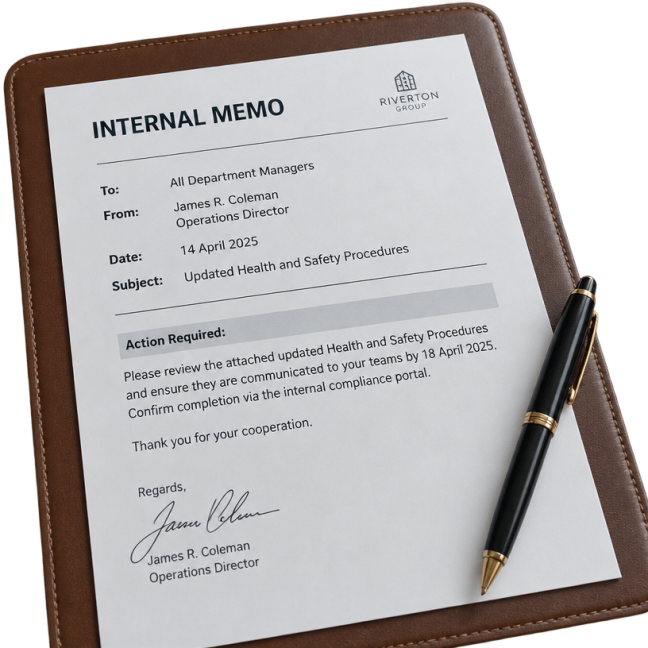 RIVERTON
GROUP
INTERNAL MEMO
To: All Department Managers
From: James R. Coleman
Operations Director
Date: 14 April 2025
Subject: Updated Health and Safety Procedures
Action Required:
Please review the attached updated Health and Safety Procedures
and ensure they are communicated to your teams by 18 April 2025.
Confirm completion via the internal compliance portal.
Thank you for your cooperation.
Regards,
James R. Coleman
Operations Director